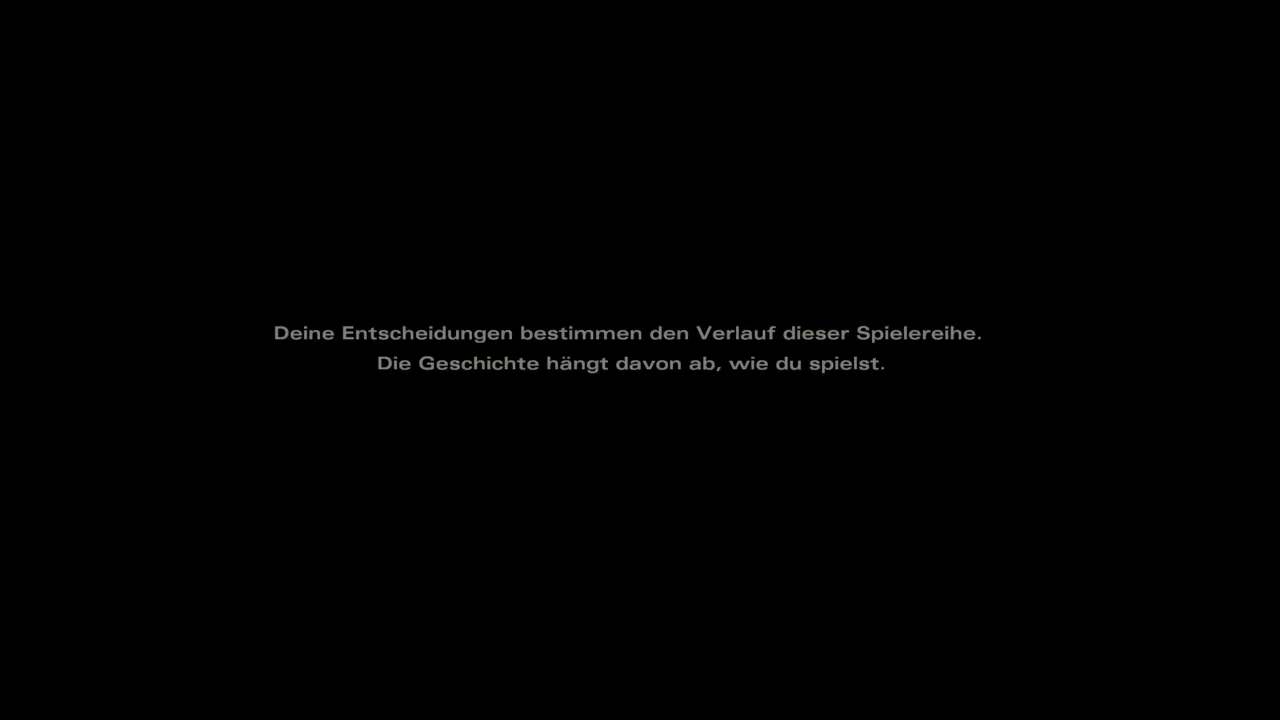 Deine Entscheidungen bestimmen den Verlauf dieser Spielereihe.
Die Geschichte hängt davon ab, wie du spielst.